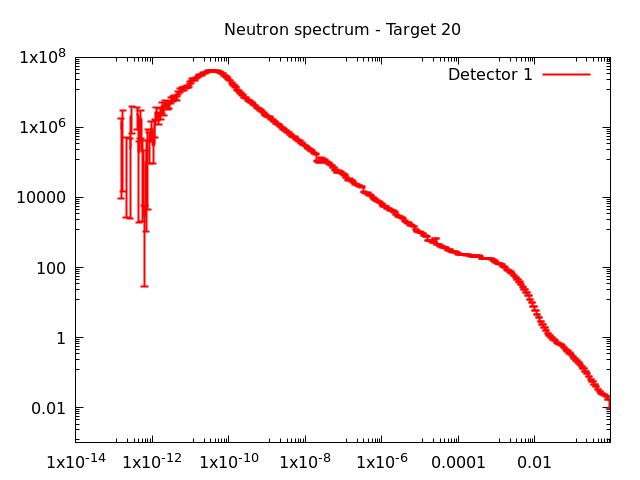 Neutron spectrum - Target 20
Detector 1
1x10^8
1x10^6
10000
100
1
0.01
1x10^-14 1x10^-12 1x10^-10 1x10^-8 1x10^-6 0.0001 0.01